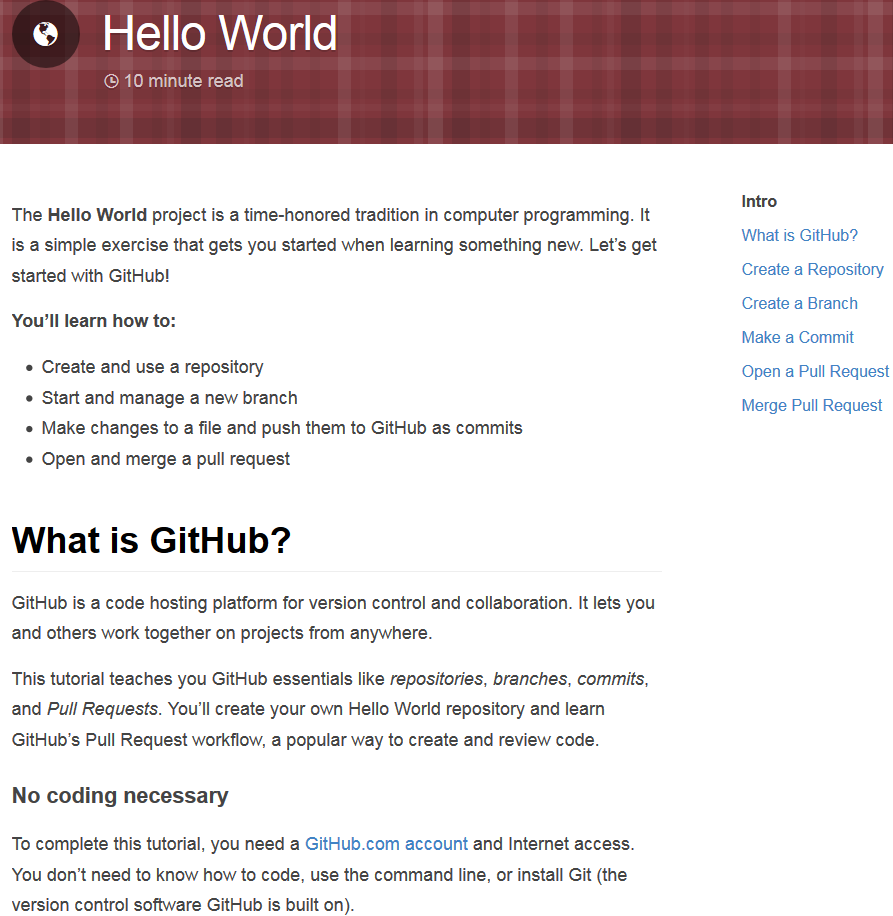 Hello World
10 minute read
The Hello World project is a time-honored tradition in computer programming. It
is a simple exercise that gets you started when learning something new. Let’s get
started with GitHub!
You’ll learn how to:
• Create and use a repository
• Start and manage a new branch
• Make changes to a file and push them to GitHub as commits
• Open and merge a pull request
What is GitHub?
GitHub is a code hosting platform for version control and collaboration. It lets you
and others work together on projects from anywhere.
This tutorial teaches you GitHub essentials like repositories, branches, commits,
and Pull Requests. You’ll create your own Hello World repository and learn
GitHub’s Pull Request workflow, a popular way to create and review code.
No coding necessary
To complete this tutorial, you need a GitHub.com account and Internet access.
You don’t need to know how to code, use the command line, or install Git (the
version control software GitHub is built on).
Intro
What is GitHub?
Create a Repository
Create a Branch
Make a Commit
Open a Pull Request
Merge Pull Request